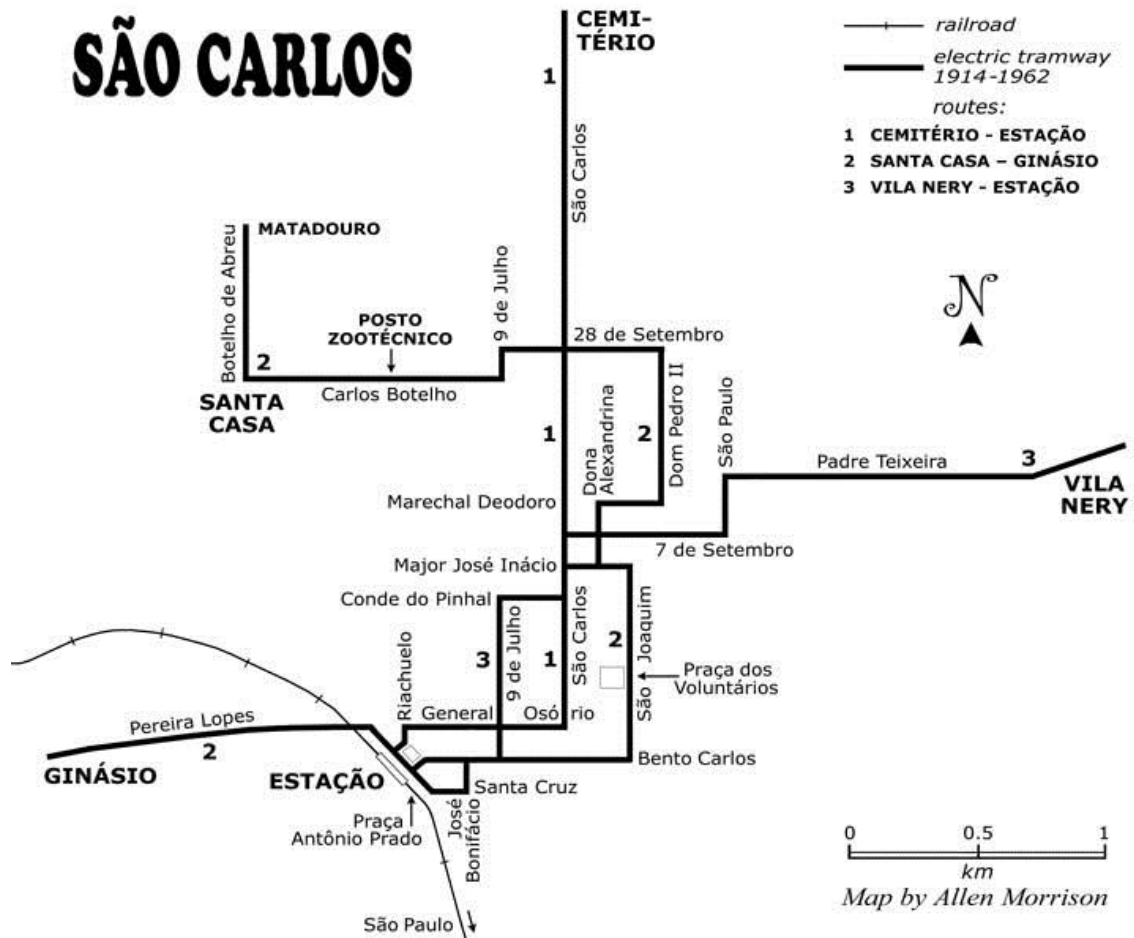 SÃO CARLOS
CEMI-
TÉRIO
railroad
electric tramway
1914-1962
routes:
1 CEMITÉRIO - ESTAÇÃO
2 SANTA CASA – GINÁSIO
3 VILA NERY - ESTAÇÃO
1
São Carlos
Botelho de Abreu
MATADOURO
9 de Julho
POSTO
ZOOTÉCNICO
N
28 de Setembro
2
Carlos Botelho
SANTA
CASA
1
Dona
Alexandrina
2
Dom Pedro II
São Paulo
Padre Teixeira
3
VILA
NERY
Marechal Deodoro
7 de Setembro
Major José Inácio
Conde do Pinhal
Riachuelo
3
9 de Julho
1
São Carlos
2
São Joaquim
Praça dos
Voluntários
General Osório
Pereira Lopes
2
GINÁSIO
ESTAÇÃO
Bento Carlos
Santa Cruz
José
Bonifácio
Praça
Antônio Prado
São Paulo
0 0.5 1
km
Map by Allen Morrison